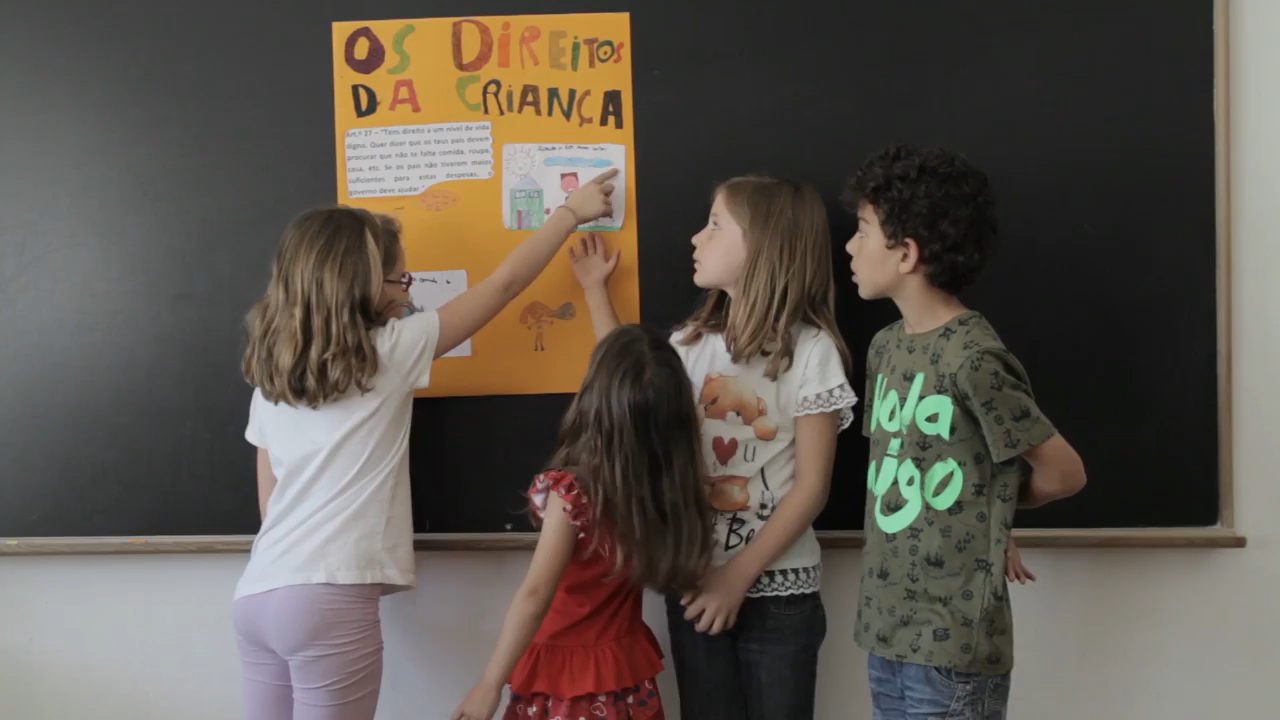 OS DIREITOS
DA CRIANÇA
Art.º 27 – "Tens direito a um nível de vida
digno. Quer dizer que os teus pais devem
procurar que não te falte comida, roupa,
casa, etc. Se os pais não tiverem meios
suficientes para estas despesas, o
governo deve ajudar."
U
Be
Hola